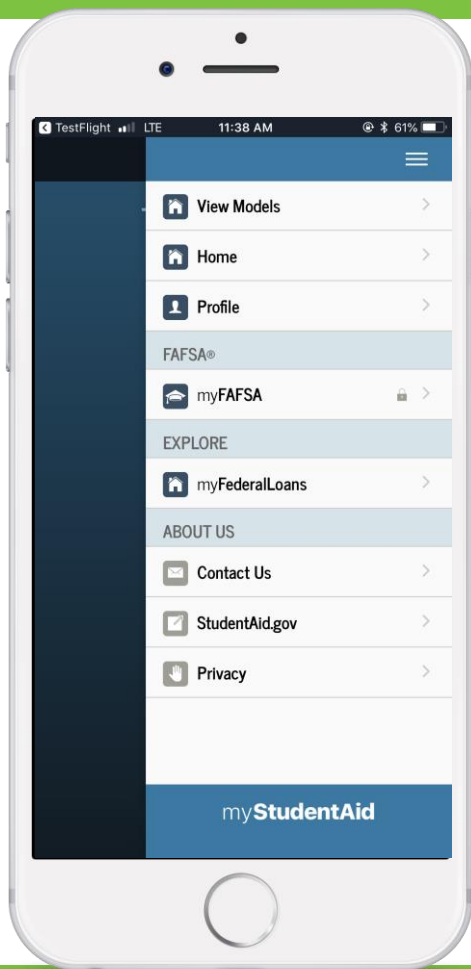 TestFlight LTE 11:38 AM 61%
View Models
Home
Profile
FAFSA®
myFAFSA
EXPLORE
myFederalLoans
ABOUT US
Contact Us
StudentAid.gov
Privacy
myStudentAid